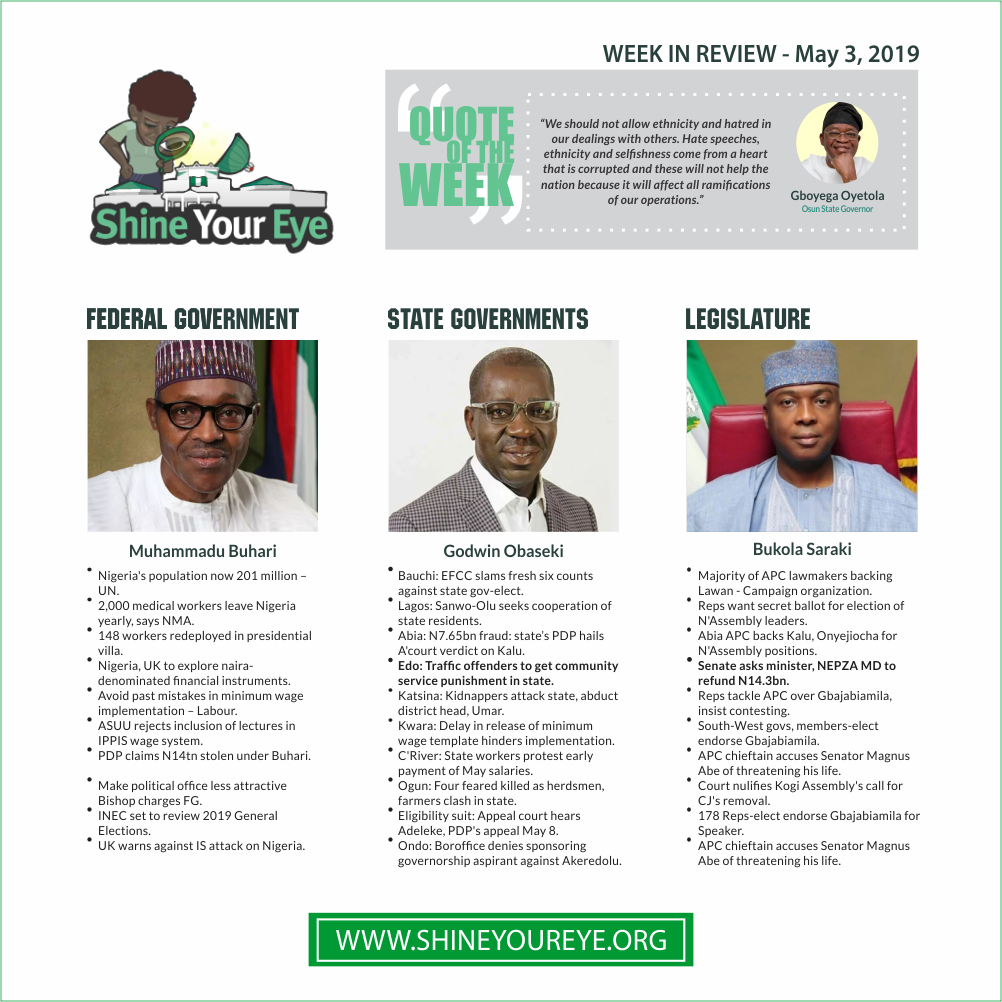 WEEK IN REVIEW - May 3, 2019
Shine Your Eye
QUOTE
OF THE
WEEK
“We should not allow ethnicity and hatred in
our dealings with others. Hate speeches,
ethnicity and selfishness come from a heart
that is corrupted and these will not help the
nation because it will affect all ramifications
of our operations.”
Gboyega Oyetola
Osun State Governor
FEDERAL GOVERNMENT
Muhammadu Buhari
• Nigeria's population now 201 million –
UN.
• 2,000 medical workers leave Nigeria
yearly, says NMA.
• 148 workers redeployed in presidential
villa.
• Nigeria, UK to explore naira-
denominated financial instruments.
• Avoid past mistakes in minimum wage
implementation – Labour.
• ASUU rejects inclusion of lectures in
IPPIS wage system.
• PDP claims N14tn stolen under Buhari.
• Make political office less attractive
Bishop charges FG.
• INEC set to review 2019 General
Elections.
• UK warns against IS attack on Nigeria.
STATE GOVERNMENTS
Godwin Obaseki
• Bauchi: EFCC slams fresh six counts
against state gov-elect.
• Lagos: Sanwo-Olu seeks cooperation of
state residents.
• Abia: N7.65bn fraud: state’s PDP hails
A'court verdict on Kalu.
• Edo: Traffic offenders to get community
service punishment in state.
• Katsina: Kidnappers attack state, abduct
district head, Umar.
• Kwara: Delay in release of minimum
wage template hinders implementation.
• C'River: State workers protest early
payment of May salaries.
• Ogun: Four feared killed as herdsmen,
farmers clash in state.
• Eligibility suit: Appeal court hears
Adeleke, PDP's appeal May 8.
• Ondo: Boroffice denies sponsoring
governorship aspirant against Akeredolu.
LEGISLATURE
Bukola Saraki
• Majority of APC lawmakers backing
Lawan - Campaign organization.
• Reps want secret ballot for election of
N'Assembly leaders.
• Abia APC backs Kalu, Onyejiocha for
N'Assembly positions.
• Senate asks minister, NEPZA MD to
refund N14.3bn.
• Reps tackle APC over Gbajabiamila,
insist contesting.
• South-West govs, members-elect
endorse Gbajabiamila.
• APC chieftain accuses Senator Magnus
Abe of threatening his life.
• Court nulifies Kogi Assembly's call for
CJ's removal.
• 178 Reps-elect endorse Gbajabiamila for
Speaker.
• APC chieftain accuses Senator Magnus
Abe of threatening his life.
WWW.SHINEYOUREYE.ORG